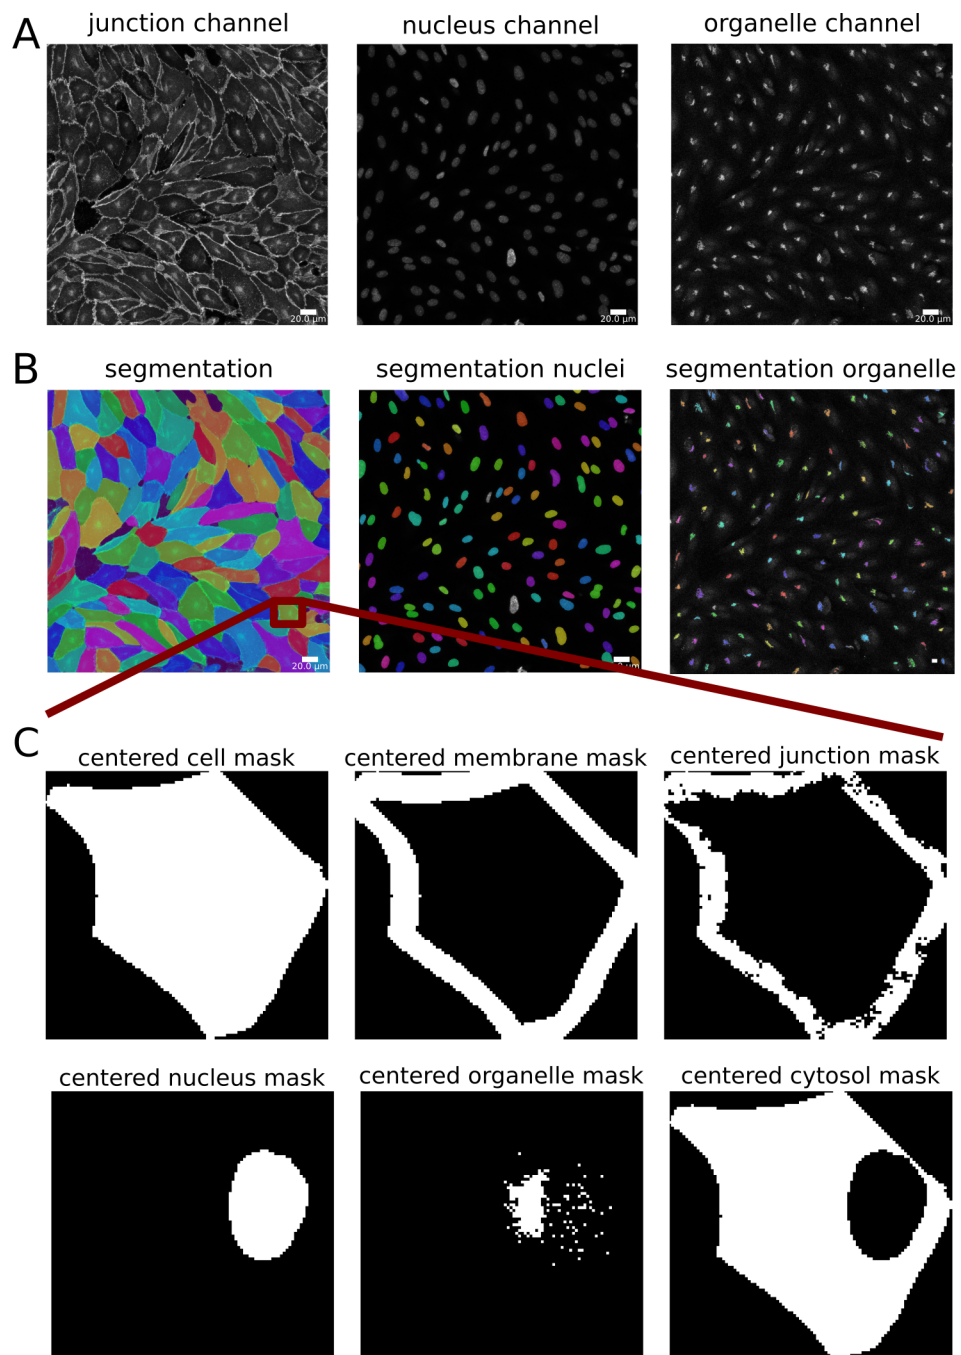 A
junction channel
nucleus channel
organelle channel
20.0 μm
20.0 μm
20.0 μm
B
segmentation
segmentation nuclei
segmentation organelle
20.0 μm
μm
C
centered cell mask
centered membrane mask
centered junction mask
centered nucleus mask
centered organelle mask
centered cytosol mask